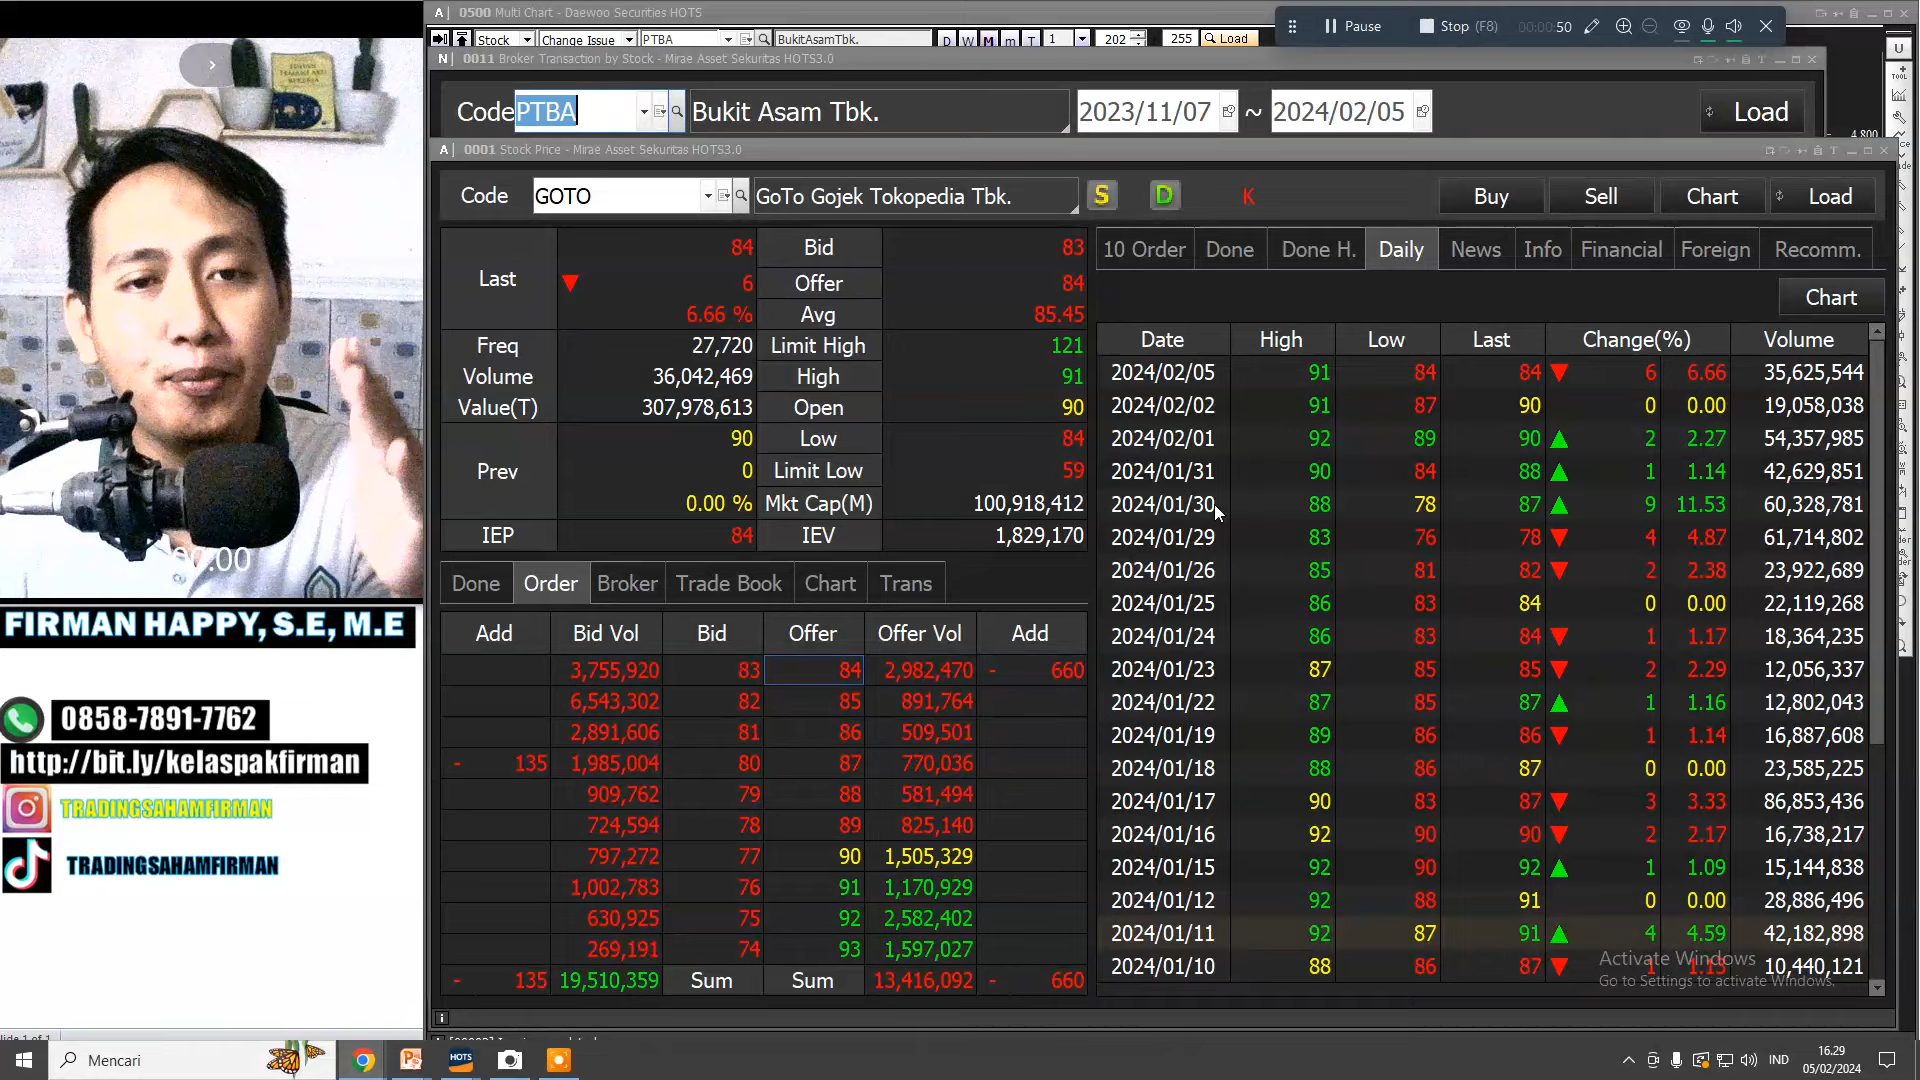 0500 Multi Chart - Daewoo Securities HOTS
Pause
Stop (F8)
00:00:50
Stock
Change Issue
PTBA
BukitAsamTbk.
D W M m T
1
202
255
Load
N| 0011 Broker Transaction by Stock - Mirae Asset Sekuritas HOTS3.0
Code PTBA Bukit Asam Tbk. 2023/11/07 ~ 2024/02/05 Load
4,800
A| 0001 Stock Price - Mirae Asset Sekuritas HOTS3.0
Code GOTO GoTo Gojek Tokopedia Tbk. S D K Buy Sell Chart Load
Last 84 Bid 83
▼ 6 Offer 84
6.66 % Avg 85.45
Freq 27,720 Limit High 121
Volume 36,042,469 High 91
Value(T) 307,978,613 Open 90
Prev 90 Low 84
0 Limit Low 59
0.00 % Mkt Cap(M) 100,918,412
IEP 84 IEV 1,829,170
Done Order Broker Trade Book Chart Trans
Add Bid Vol Bid Offer Offer Vol Add
3,755,920 83 84 2,982,470 - 660
6,543,302 82 85 891,764
2,891,606 81 86 509,501
- 135 1,985,004 80 87 770,036
909,762 79 88 581,494
724,594 78 89 825,140
797,272 77 90 1,505,329
1,002,783 76 91 1,170,929
630,925 75 92 2,582,402
269,191 74 93 1,597,027
- 135 19,510,359 Sum Sum 13,416,092 - 660
10 Order Done Done H. Daily News Info Financial Foreign Recomm.
Chart
Date High Low Last Change(%) Volume
2024/02/05 91 84 84 ▼ 6 6.66 35,625,544
2024/02/02 91 87 90 0 0.00 19,058,038
2024/02/01 92 89 90 ▲ 2 2.27 54,357,985
2024/01/31 90 84 88 ▲ 1 1.14 42,629,851
2024/01/30 88 78 87 ▲ 9 11.53 60,328,781
2024/01/29 83 76 78 ▼ 4 4.87 61,714,802
2024/01/26 85 81 82 ▼ 2 2.38 23,922,689
2024/01/25 86 83 84 0 0.00 22,119,268
2024/01/24 86 83 84 ▼ 1 1.17 18,364,235
2024/01/23 87 85 85 ▼ 2 2.29 12,056,337
2024/01/22 87 85 87 ▲ 1 1.16 12,802,043
2024/01/19 89 86 86 ▼ 1 1.14 16,887,608
2024/01/18 88 86 87 0 0.00 23,585,225
2024/01/17 90 83 87 ▼ 3 3.33 86,853,436
2024/01/16 92 90 90 ▼ 2 2.17 16,738,217
2024/01/15 92 90 92 ▲ 1 1.09 15,144,838
2024/01/12 92 88 91 0 0.00 28,886,496
2024/01/11 92 87 91 ▲ 4 4.59 42,182,898
2024/01/10 88 86 87 ▼ 1 1.13 10,440,121
Activate Windows
Go to Settings to activate Windows.
FIRMAN HAPPY, S.E, M.E
0858-7891-7762
http://bit.ly/kelaspakfirman
TRADINGSAHAMFIRMAN
TRADINGSAHAMFIRMAN
Mencari
HOTS
IND
16.29
05/02/2024